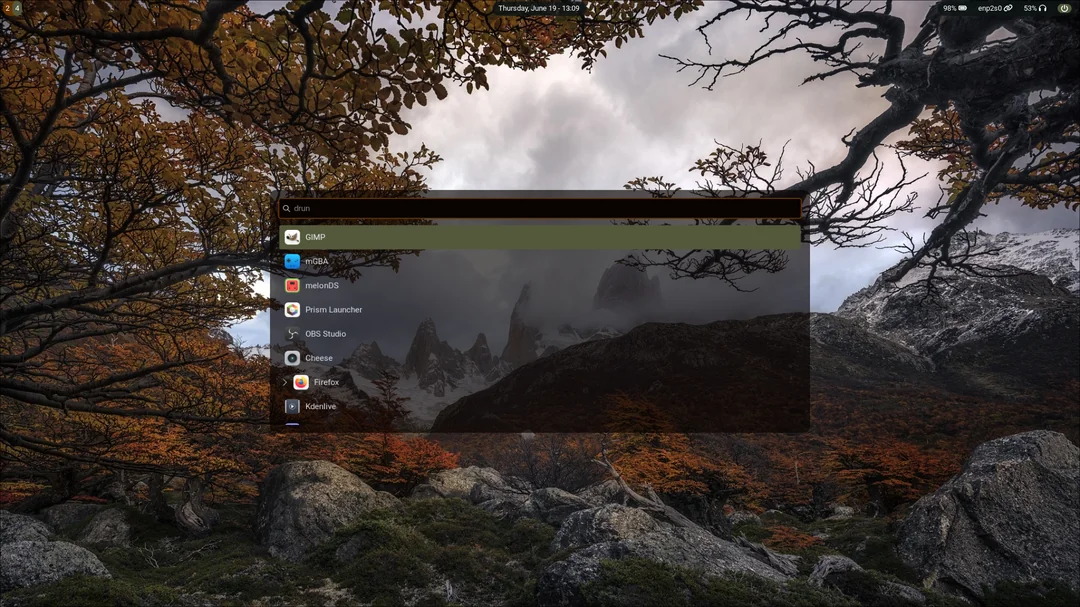 2 4
Thursday, June 19 - 13:09
98% enp2s0 53%
drun
GIMP
mGBA
melonDS
Prism Launcher
OBS Studio
Cheese
Firefox
Kdenlive